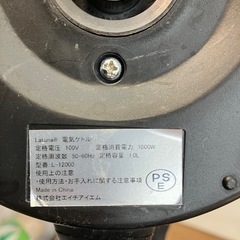 Lakuna® 電気ケトル
定格電圧 100V 定格消費電力 1000W
定格周波数 50-60Hz 定格容量 1.0L
型番: L-12000
使用上の注意
・使用方法・お手入れに関する注意事項
Made in China
株式会社エイチアイエム
PS
E